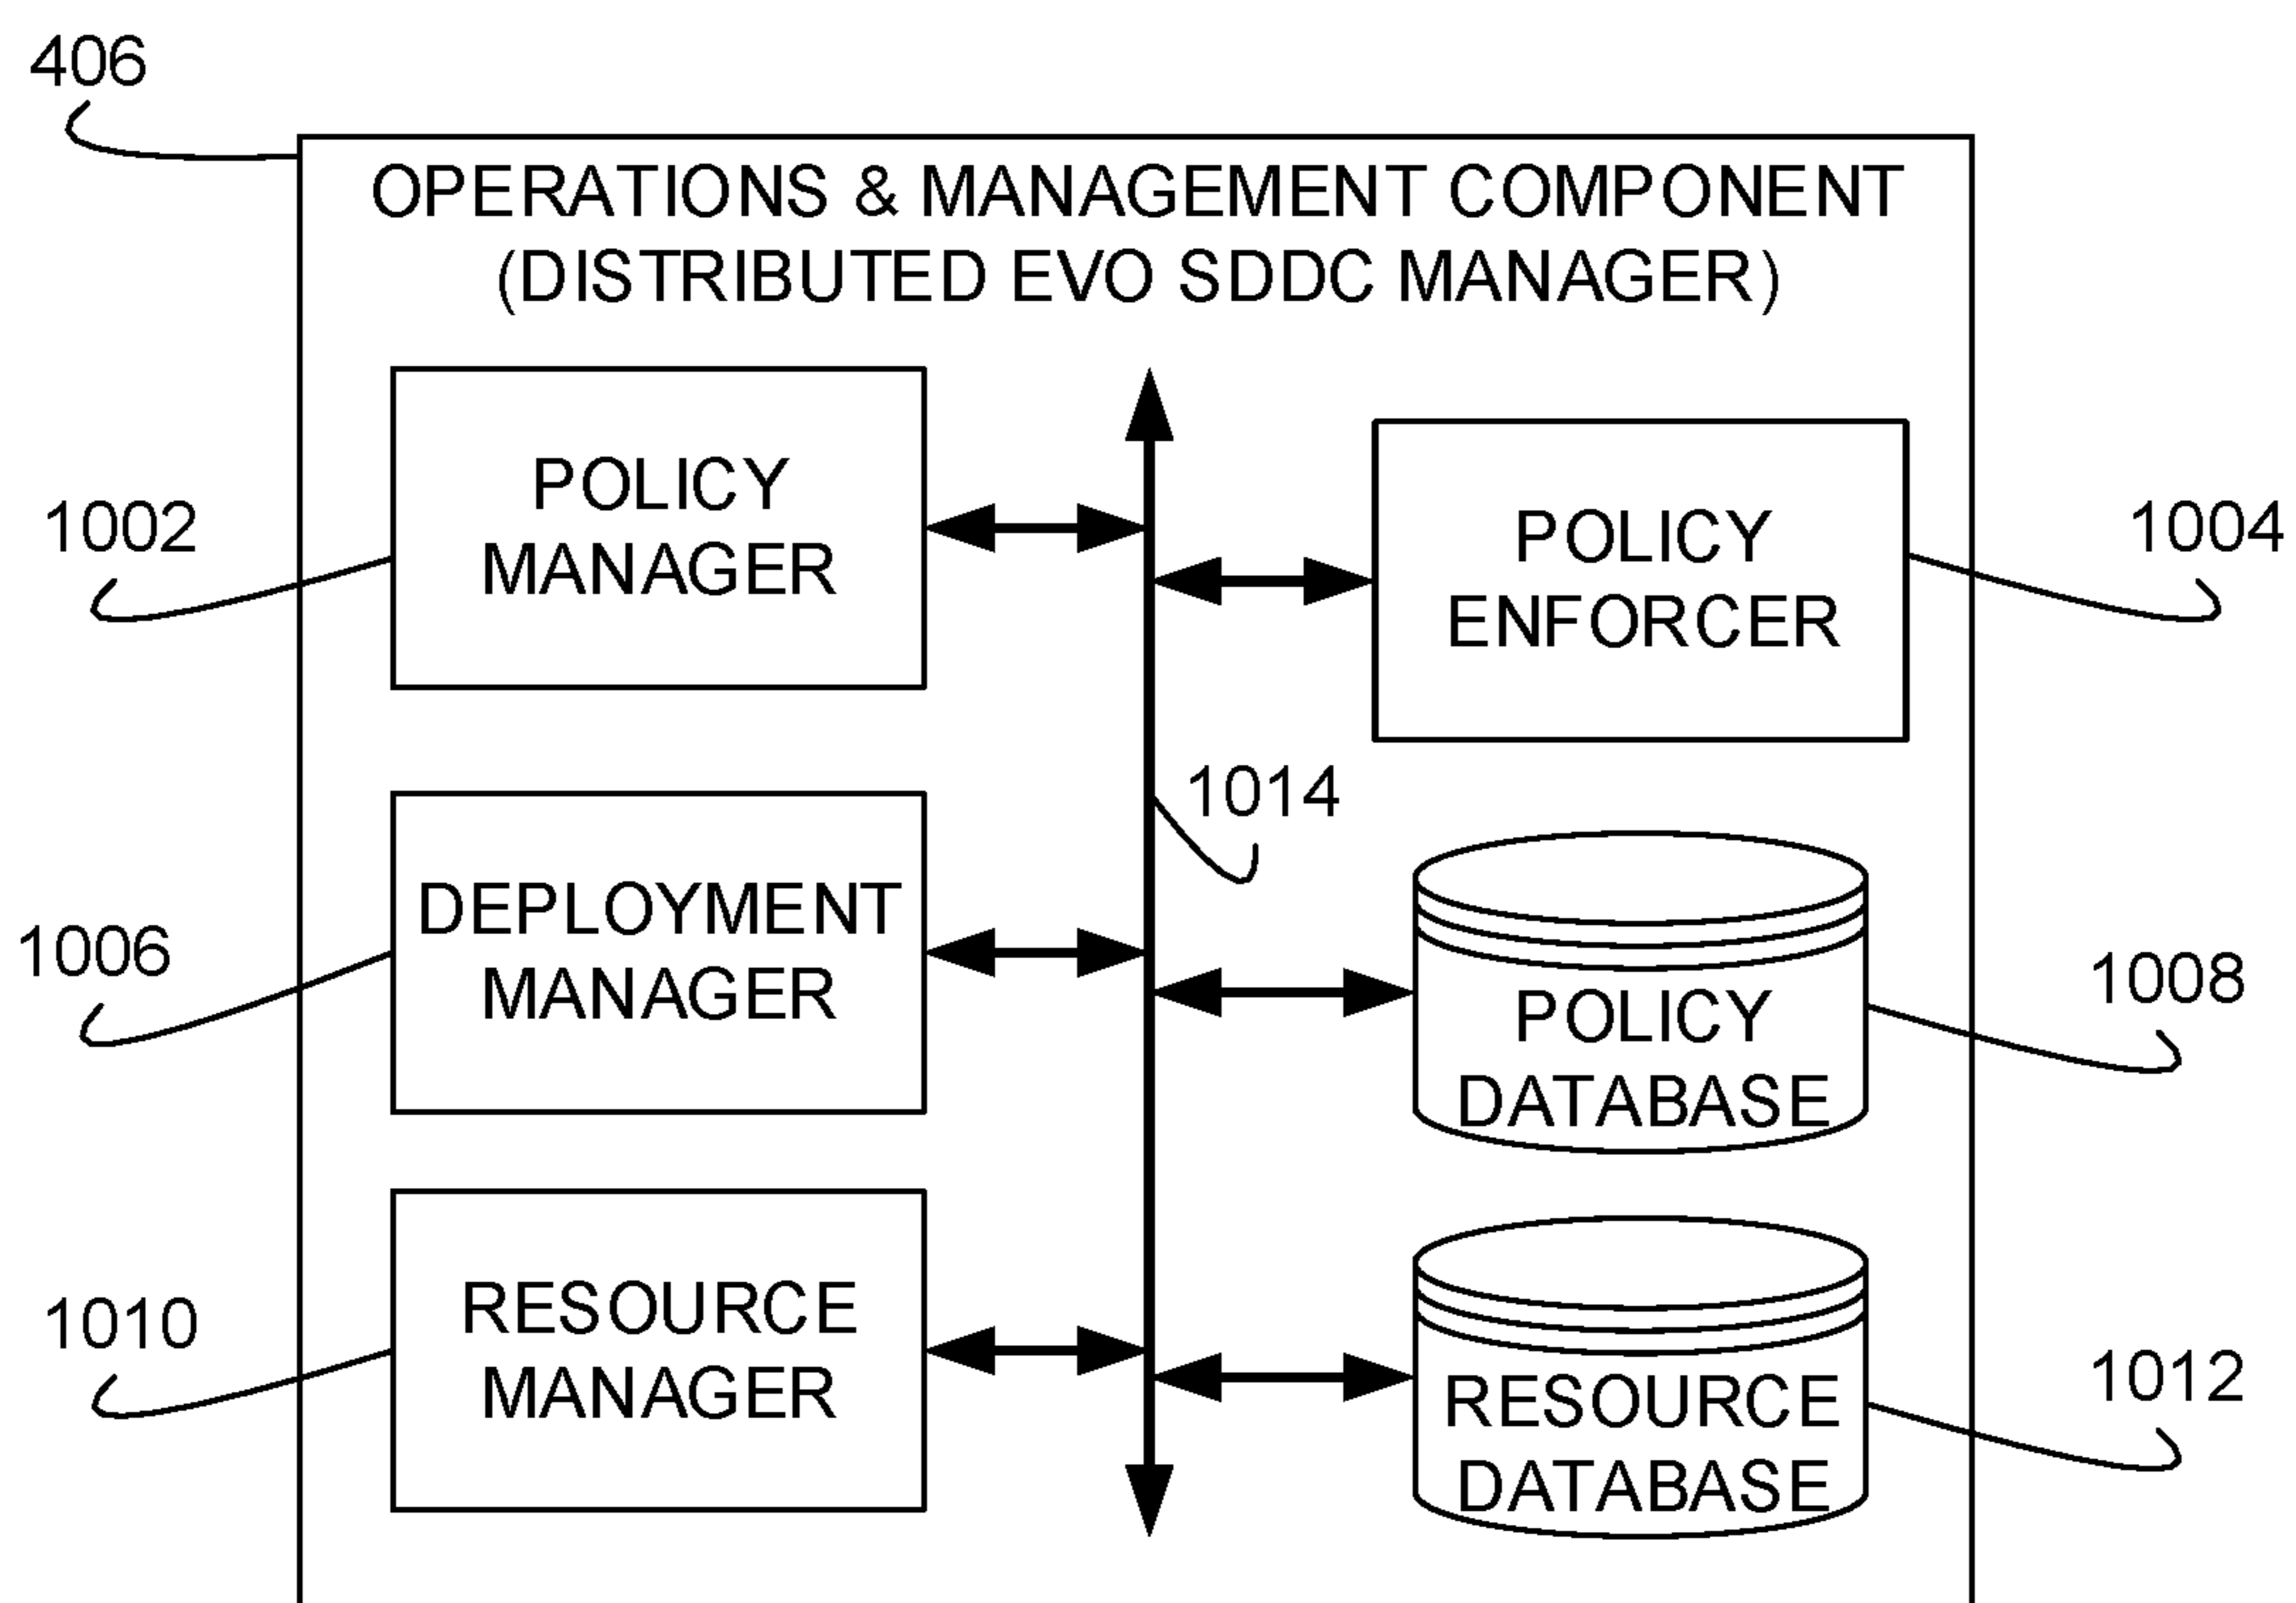 406
OPERATIONS & MANAGEMENT COMPONENT
(DISTRIBUTED EVO SDDC MANAGER)
1002
POLICY
MANAGER
POLICY
ENFORCER
1004
1014
1006
DEPLOYMENT
MANAGER
POLICY
DATABASE
1008
1010
RESOURCE
MANAGER
RESOURCE
DATABASE
1012